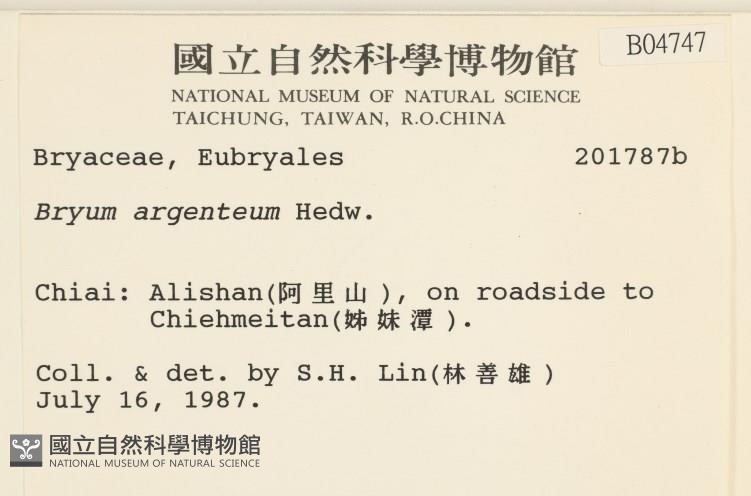 國立自然科學博物館
B04747
NATIONAL MUSEUM OF NATURAL SCIENCE
TAICHUNG, TAIWAN, R.O.CHINA
Bryaceae, Eubryales 201787b
Bryum argenteum Hedw.
Chiai: Alishan(阿里山), on roadside to
Chiehmeitan(姊妹潭).
Coll. & det. by S.H. Lin(林善雄)
July 16, 1987.
國立自然科學博物館
NATIONAL MUSEUM OF NATURAL SCIENCE